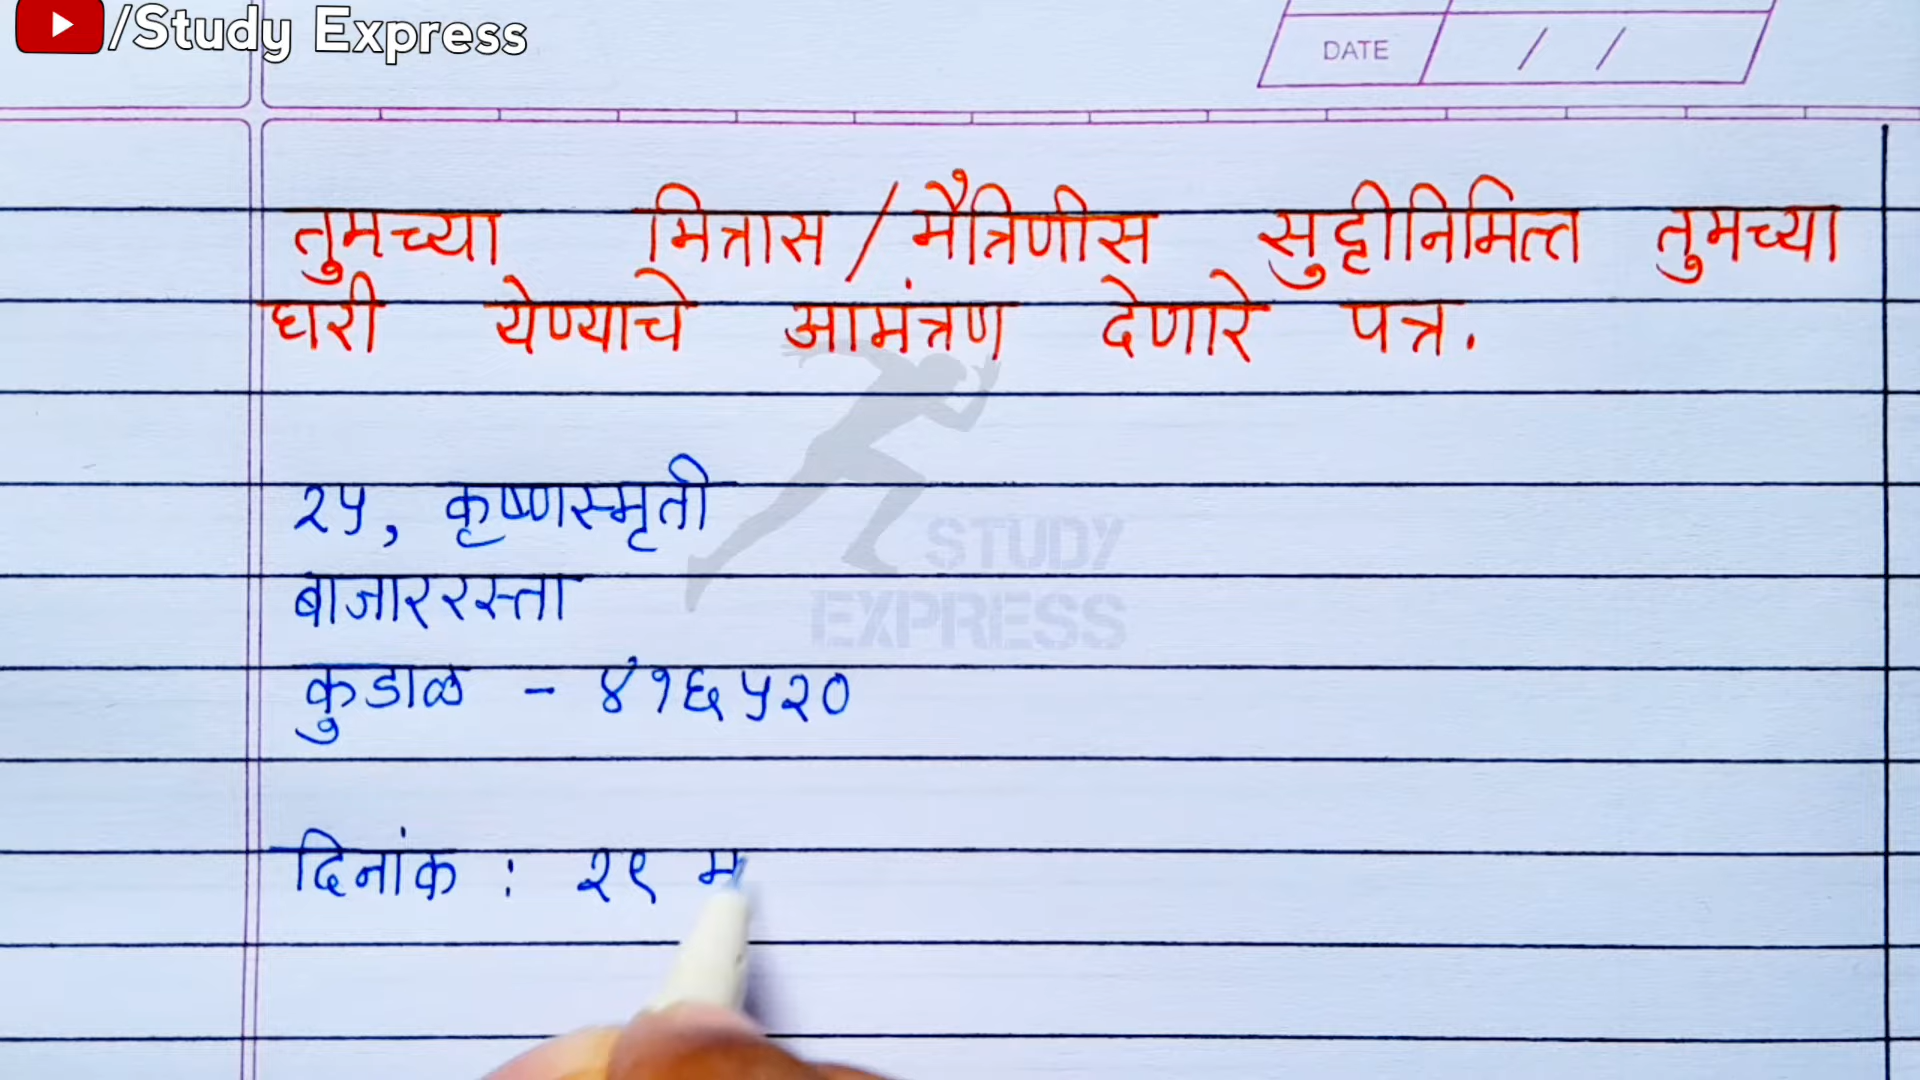 /Study Express
DATE / /
तुमच्या मित्रास/मैत्रिणीस सुट्टीनिमित्त तुमच्या
घरी येण्याचे आमंत्रण देणारे पत्र.
STUDY
EXPRESS
२५, कृष्णस्मृती
बाजाररस्ता
कुडाळ - ४१६५२०
दिनांक : २९ म